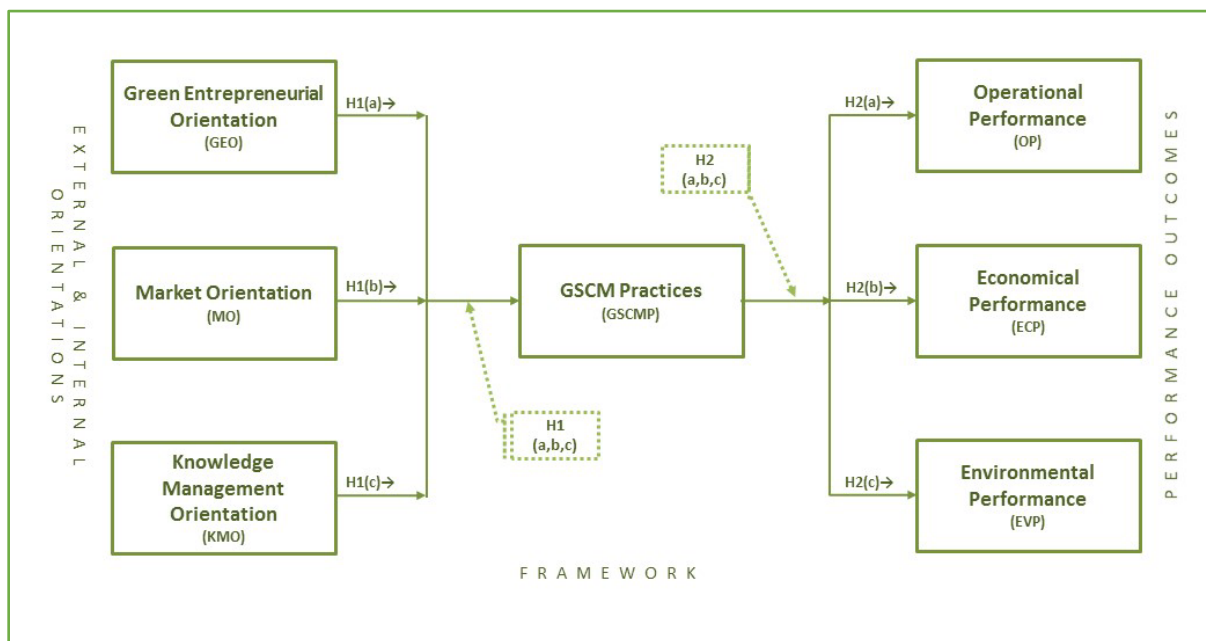 EXTERNAL & INTERNAL
ORIENTATIONS
Green Entrepreneurial
Orientation
(GEO)
H1(a)→
Market Orientation
(MO)
H1(b)→
Knowledge
Management
Orientation
(KMO)
H1(c)→
H1
(a,b,c)
GSCM Practices
(GSCMP)
H2
(a,b,c)
H2(a)→
Operational
Performance
(OP)
H2(b)→
Economical
Performance
(ECP)
H2(c)→
Environmental
Performance
(EVP)
PERFORMANCE OUTCOMES
FRAMEWORK